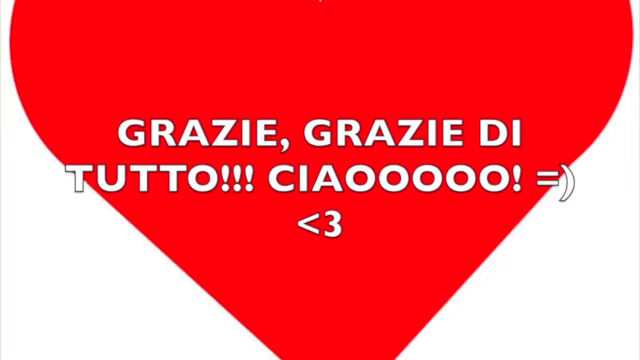 GRAZIE, GRAZIE DI
TUTTO!!! CIAOOOOO! =)
<3